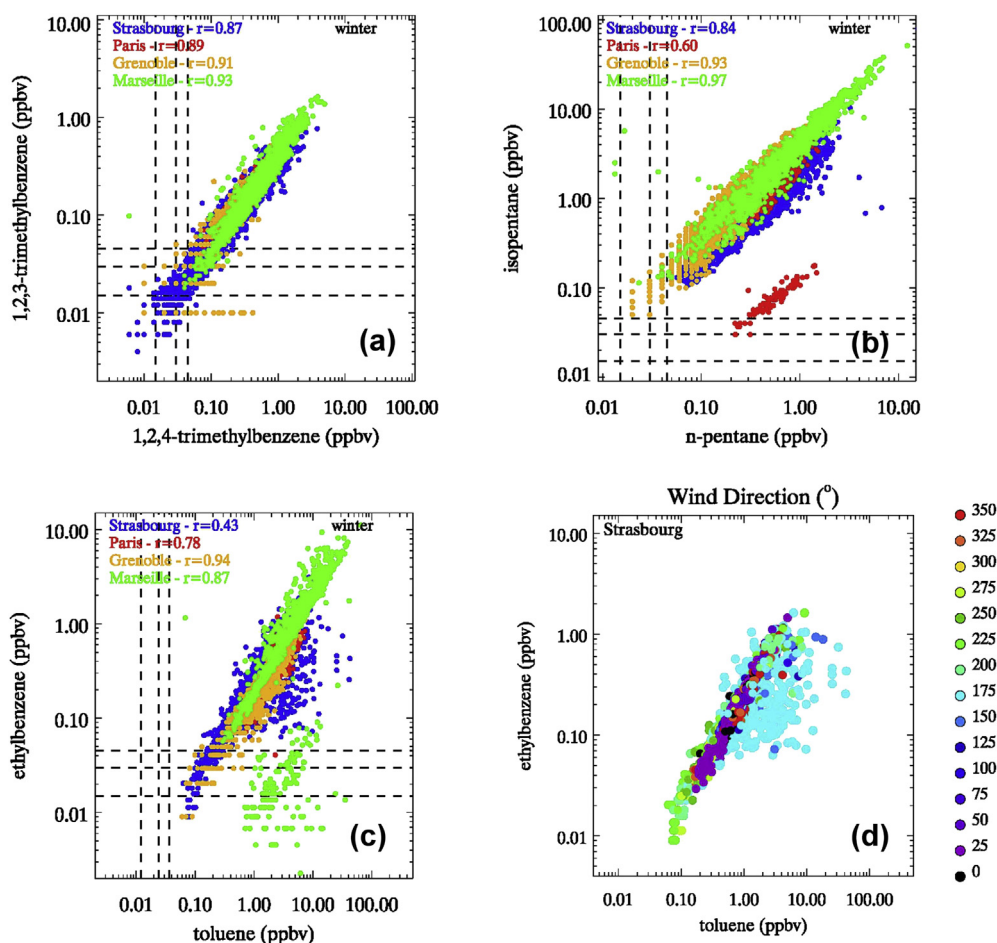 Strasbourg - r=0.87
winter
Paris - r=0.89
Grenoble - r=0.91
Marseille - r=0.93
1.00
0.10
0.01
1,2,3-trimethylbenzene (ppbv)
(a)
0.01 0.10 1.00 10.00 100.00
1,2,4-trimethylbenzene (ppbv)
Strasbourg - r=0.84
winter
Paris - r=0.60
Grenoble - r=0.93
Marseille - r=0.97
100.00
10.00
1.00
0.10
0.01
isopentane (ppbv)
(b)
0.01 0.10 1.00 10.00
n-pentane (ppbv)
Strasbourg - r=0.43
winter
Paris - r=0.78
Grenoble - r=0.94
Marseille - r=0.87
10.00
1.00
0.10
0.01
ethylbenzene (ppbv)
(c)
0.01 0.10 1.00 10.00 100.00
toluene (ppbv)
Wind Direction (°)
Strasbourg
10.00
1.00
0.10
0.01
ethylbenzene (ppbv)
(d)
0.01 0.10 1.00 10.00 100.00
toluene (ppbv)
350
325
300
275
250
225
200
175
150
125
100
75
50
25
0